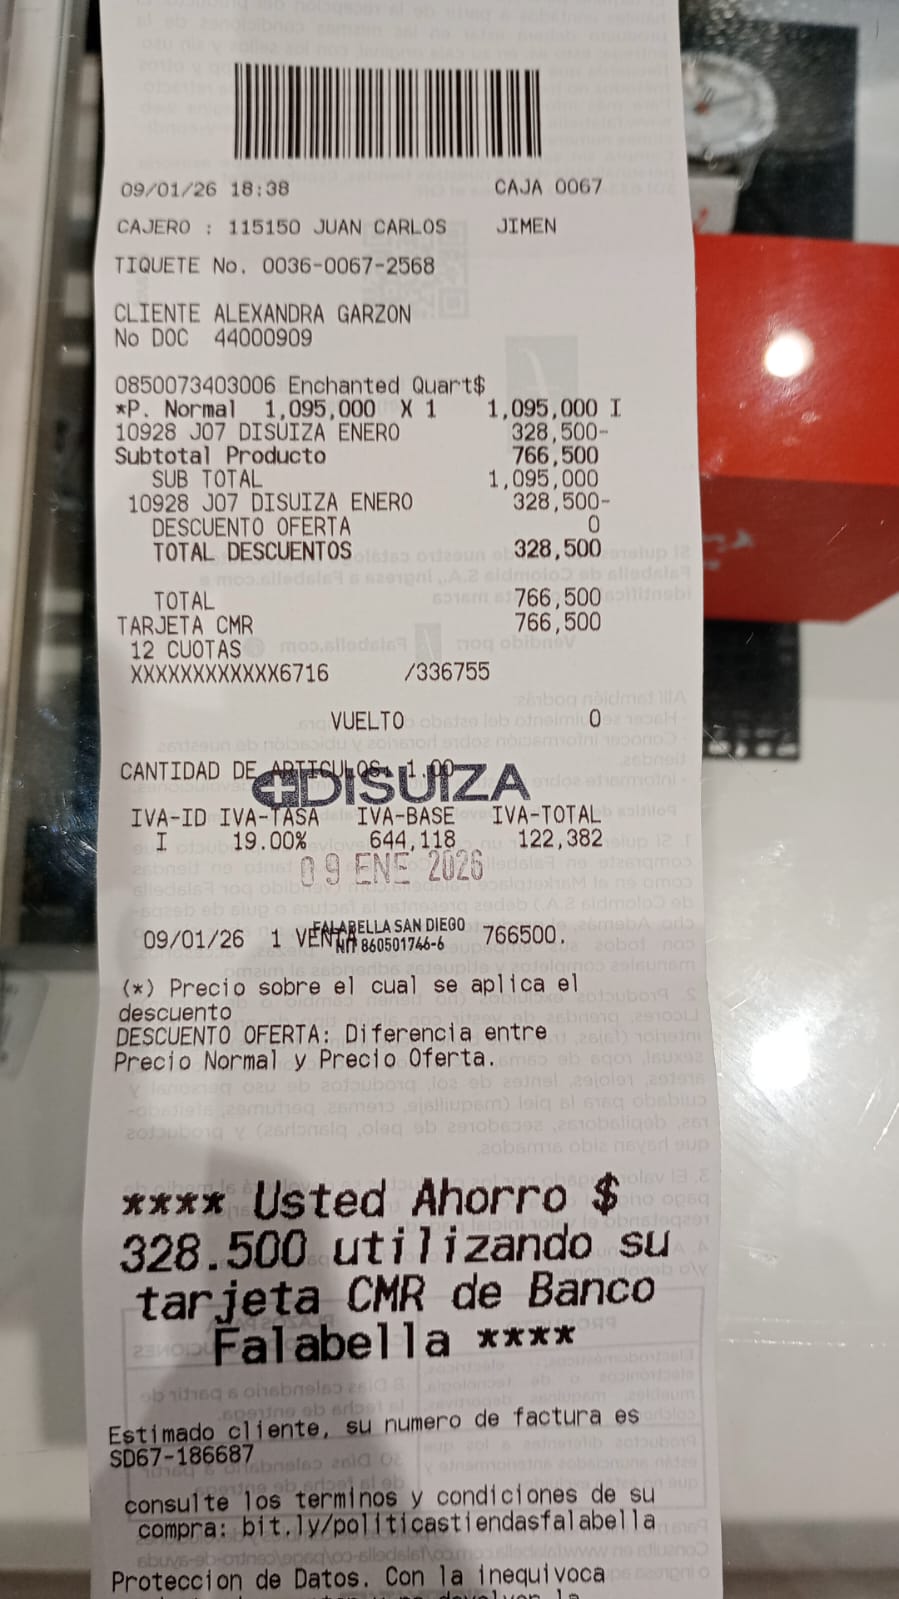 09/01/26 18:38 CAJA 0067
CAJERO : 115150 JUAN CARLOS JIMEN
TIQUETE No. 0036-0067-2568
CLIENTE ALEXANDRA GARZON
No DOC 44000909
0850073403006 Enchanted Quart$
*P. Normal 1,095,000 X 1 1,095,000 I
10928 J07 DISUIZA ENERO 328,500-
Subtotal Producto 766,500
SUB TOTAL 1,095,000
10928 J07 DISUIZA ENERO 328,500-
DESCUENTO OFERTA 0
TOTAL DESCUENTOS 328,500
TOTAL 766,500
TARJETA CMR 766,500
12 CUOTAS
XXXXXXXXXXXX6716 /336755
VUELTO 0
CANTIDAD DE ARTICULOS 1.00
DISUIZA
IVA-ID IVA-TASA IVA-BASE IVA-TOTAL
I 19.00% 644,118 122,382
09 ENE 2026
FALABELLA SAN DIEGO
09/01/26 1 VENTA 766500.
NIT 860501746-6
(*) Precio sobre el cual se aplica el
descuento
DESCUENTO OFERTA: Diferencia entre
Precio Normal y Precio Oferta.
**** Usted Ahorro $
328.500 utilizando su
tarjeta CMR de Banco
Falabella ****
Estimado cliente, su numero de factura es
SD67-186687
consulte los terminos y condiciones de su
compra: bit.ly/politicastiendasfalabella
Proteccion de Datos. Con la inequivoca